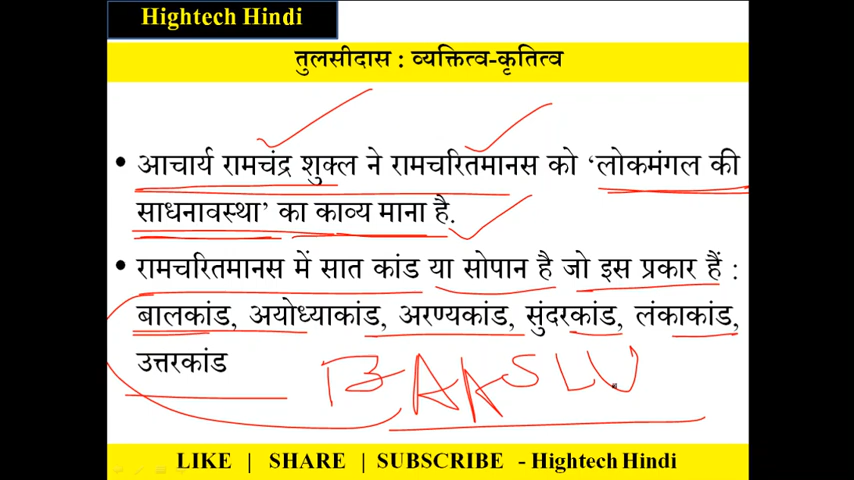 Hightech Hindi
तुलसीदास : व्यक्तित्व-कृतित्व
• आचार्य रामचंद्र शुक्ल ने रामचरितमानस को ‘लोकमंगल की
साधनावस्था’ का काव्य माना है.
• रामचरितमानस में सात कांड या सोपान है जो इस प्रकार हैं :
बालकांड, अयोध्याकांड, अरण्यकांड, सुंदरकांड, लंकाकांड,
उत्तरकांड
BAASLU
LIKE | SHARE | SUBSCRIBE - Hightech Hindi